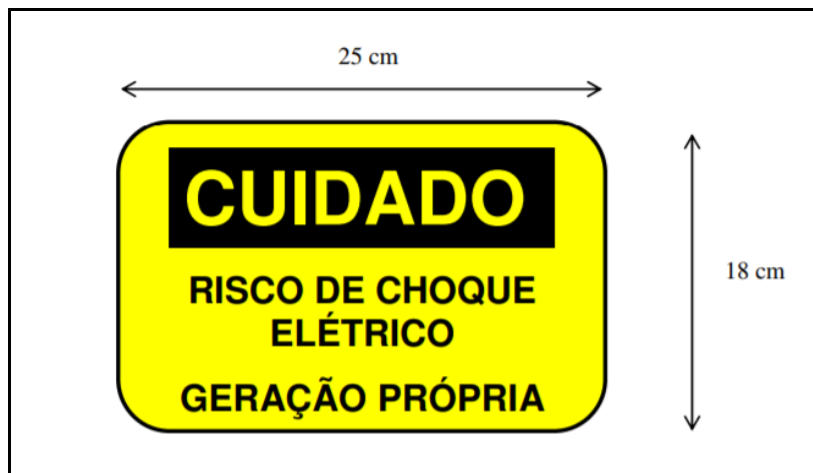 25 cm
CUIDADO
RISCO DE CHOQUE
ELÉTRICO
GERAÇÃO PRÓPRIA
18 cm